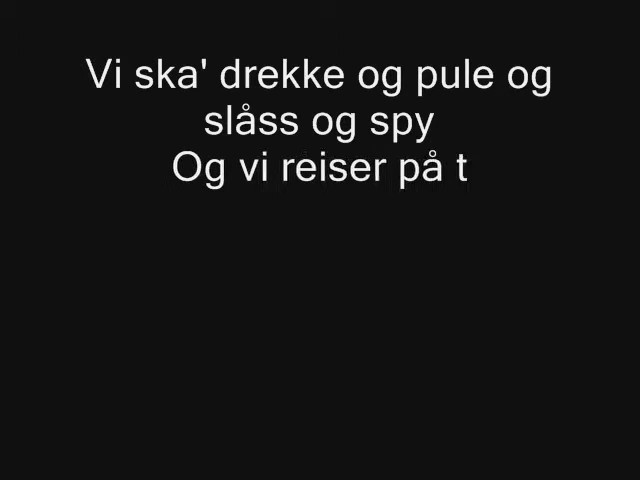 Vi ska' drekke og pule og
slåss og spy
Og vi reiser på t